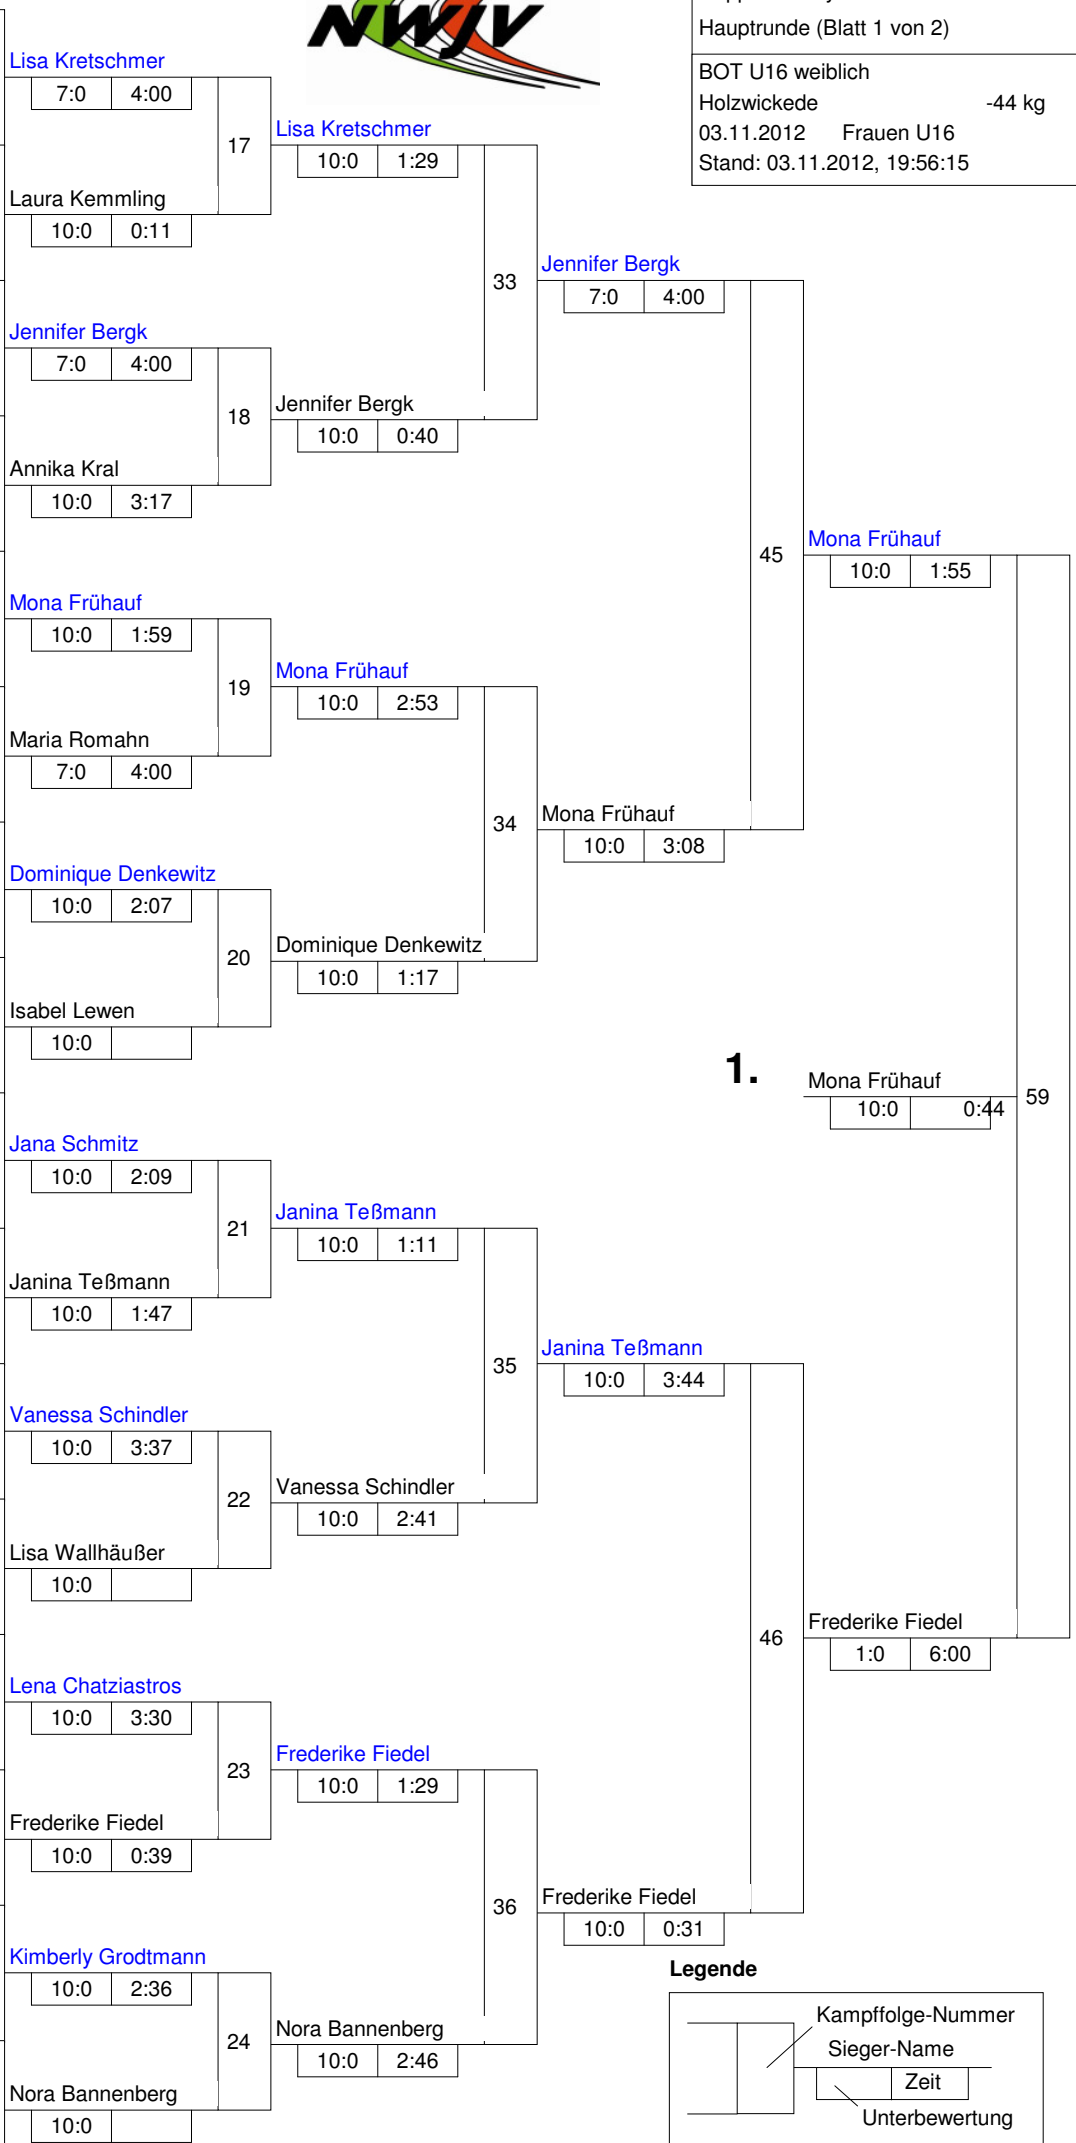 NWJV
Hauptrunde (Blatt 1 von 2)
BOT U16 weiblich
Holzwickede -44 kg
03.11.2012 Frauen U16
Stand: 03.11.2012, 19:56:15
Lisa Kretschmer
7:0 4:00
17
Laura Kemmling
10:0 0:11
Lisa Kretschmer
10:0 1:29
33
Jennifer Bergk
7:0 4:00
Jennifer Bergk
7:0 4:00
18
Jennifer Bergk
10:0 0:40
Annika Kral
10:0 3:17
45
Mona Frühauf
10:0 1:55
Mona Frühauf
10:0 1:59
19
Mona Frühauf
10:0 2:53
Maria Romahn
7:0 4:00
34
Mona Frühauf
10:0 3:08
Dominique Denkewitz
10:0 2:07
20
Dominique Denkewitz
10:0 1:17
Isabel Lewen
10:0
1.
Mona Frühauf
10:0 0:44
59
Jana Schmitz
10:0 2:09
21
Janina Teßmann
10:0 1:11
Janina Teßmann
10:0 1:47
35
Janina Teßmann
10:0 3:44
Vanessa Schindler
10:0 3:37
22
Vanessa Schindler
10:0 2:41
Lisa Wallhäußer
10:0
46
Frederike Fiedel
1:0 6:00
Lena Chatziastros
10:0 3:30
23
Frederike Fiedel
10:0 1:29
Frederike Fiedel
10:0 0:39
36
Frederike Fiedel
10:0 0:31
Kimberly Grodtmann
10:0 2:36
24
Nora Bannenberg
10:0 2:46
Nora Bannenberg
10:0
Legende
Kampffolge-Nummer
Sieger-Name
Zeit
Unterbewertung